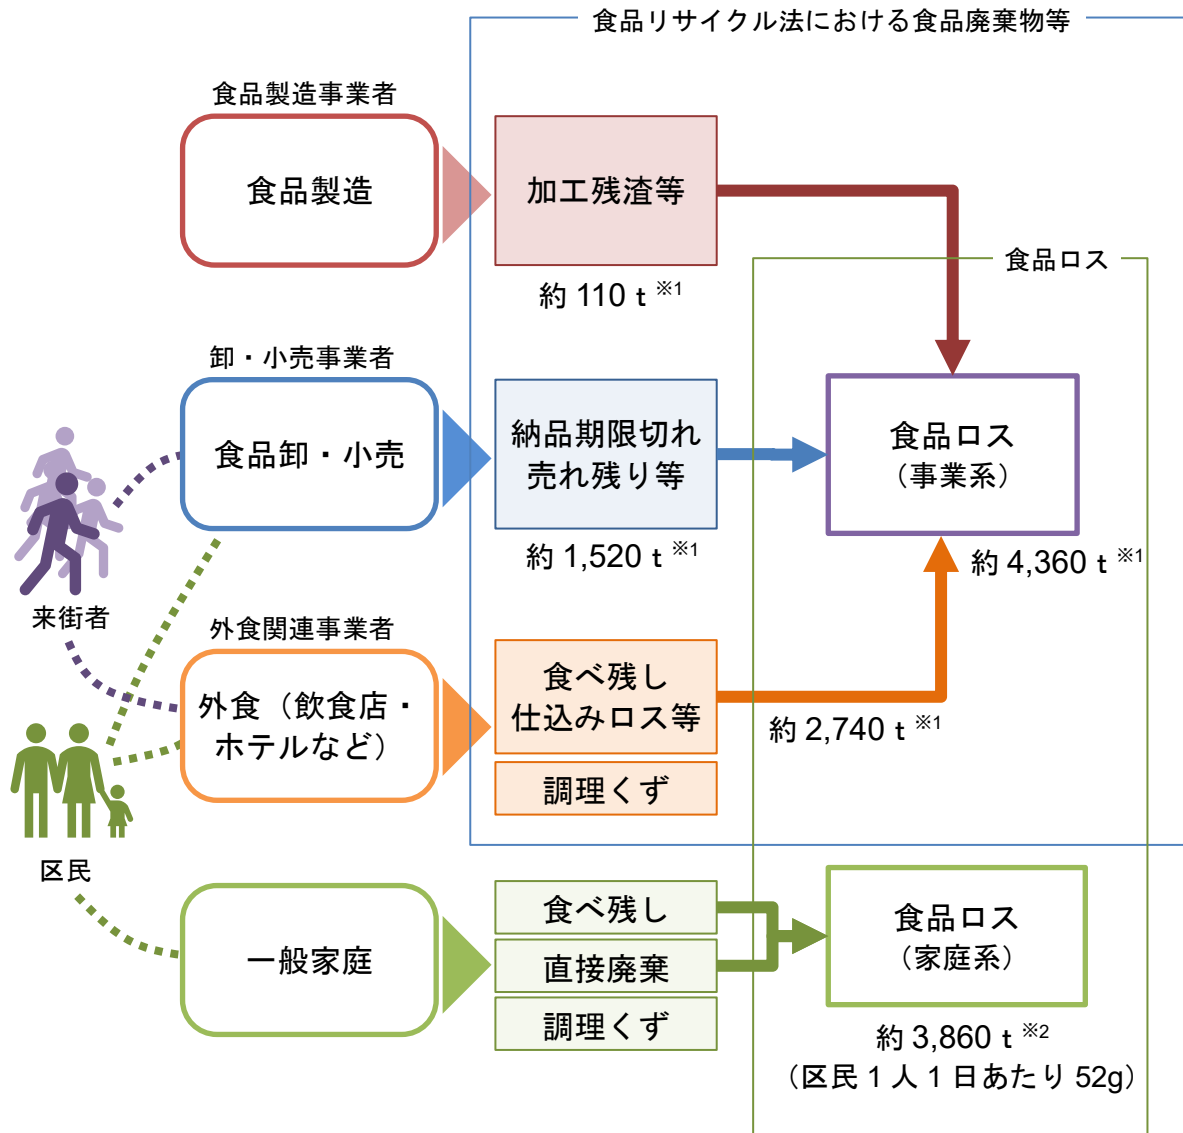 食品リサイクル法における食品廃棄物等
食品製造事業者
食品製造
加工残渣等
約 110 t ※1
食品ロス
卸・小売事業者
食品卸・小売
納品期限切れ
売れ残り等
約 1,520 t ※1
食品ロス
（事業系）
約 4,360 t ※1
来街者
外食関連事業者
外食（飲食店・
ホテルなど）
食べ残し
仕込みロス等
約 2,740 t ※1
調理くず
区民
一般家庭
食べ残し
直接廃棄
調理くず
食品ロス
（家庭系）
約 3,860 t ※2
（区民 1 人 1 日あたり 52g）